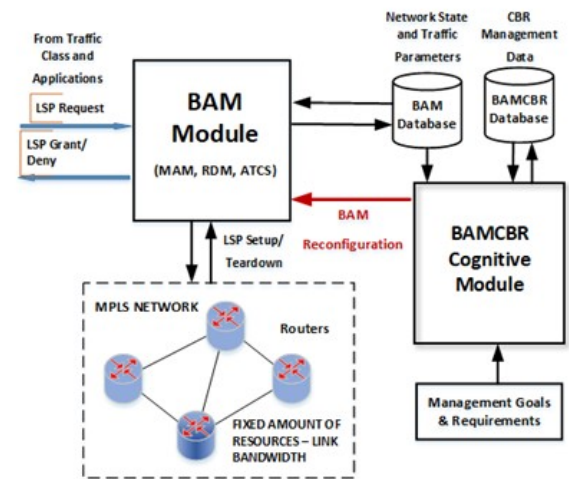 From Traffic
Class and
Applications
LSP Request
LSP Grant/
Deny
BAM
Module
(MAM, RDM, ATCS)
Network State
and Traffic
Parameters
CBR
Management
Data
BAM
Database
BAMCBR
Database
BAM
Reconfiguration
BAMCBR
Cognitive
Module
LSP Setup/
Teardown
MPLS NETWORK
Routers
FIXED AMOUNT OF
RESOURCES – LINK
BANDWIDTH
Management Goals
& Requirements